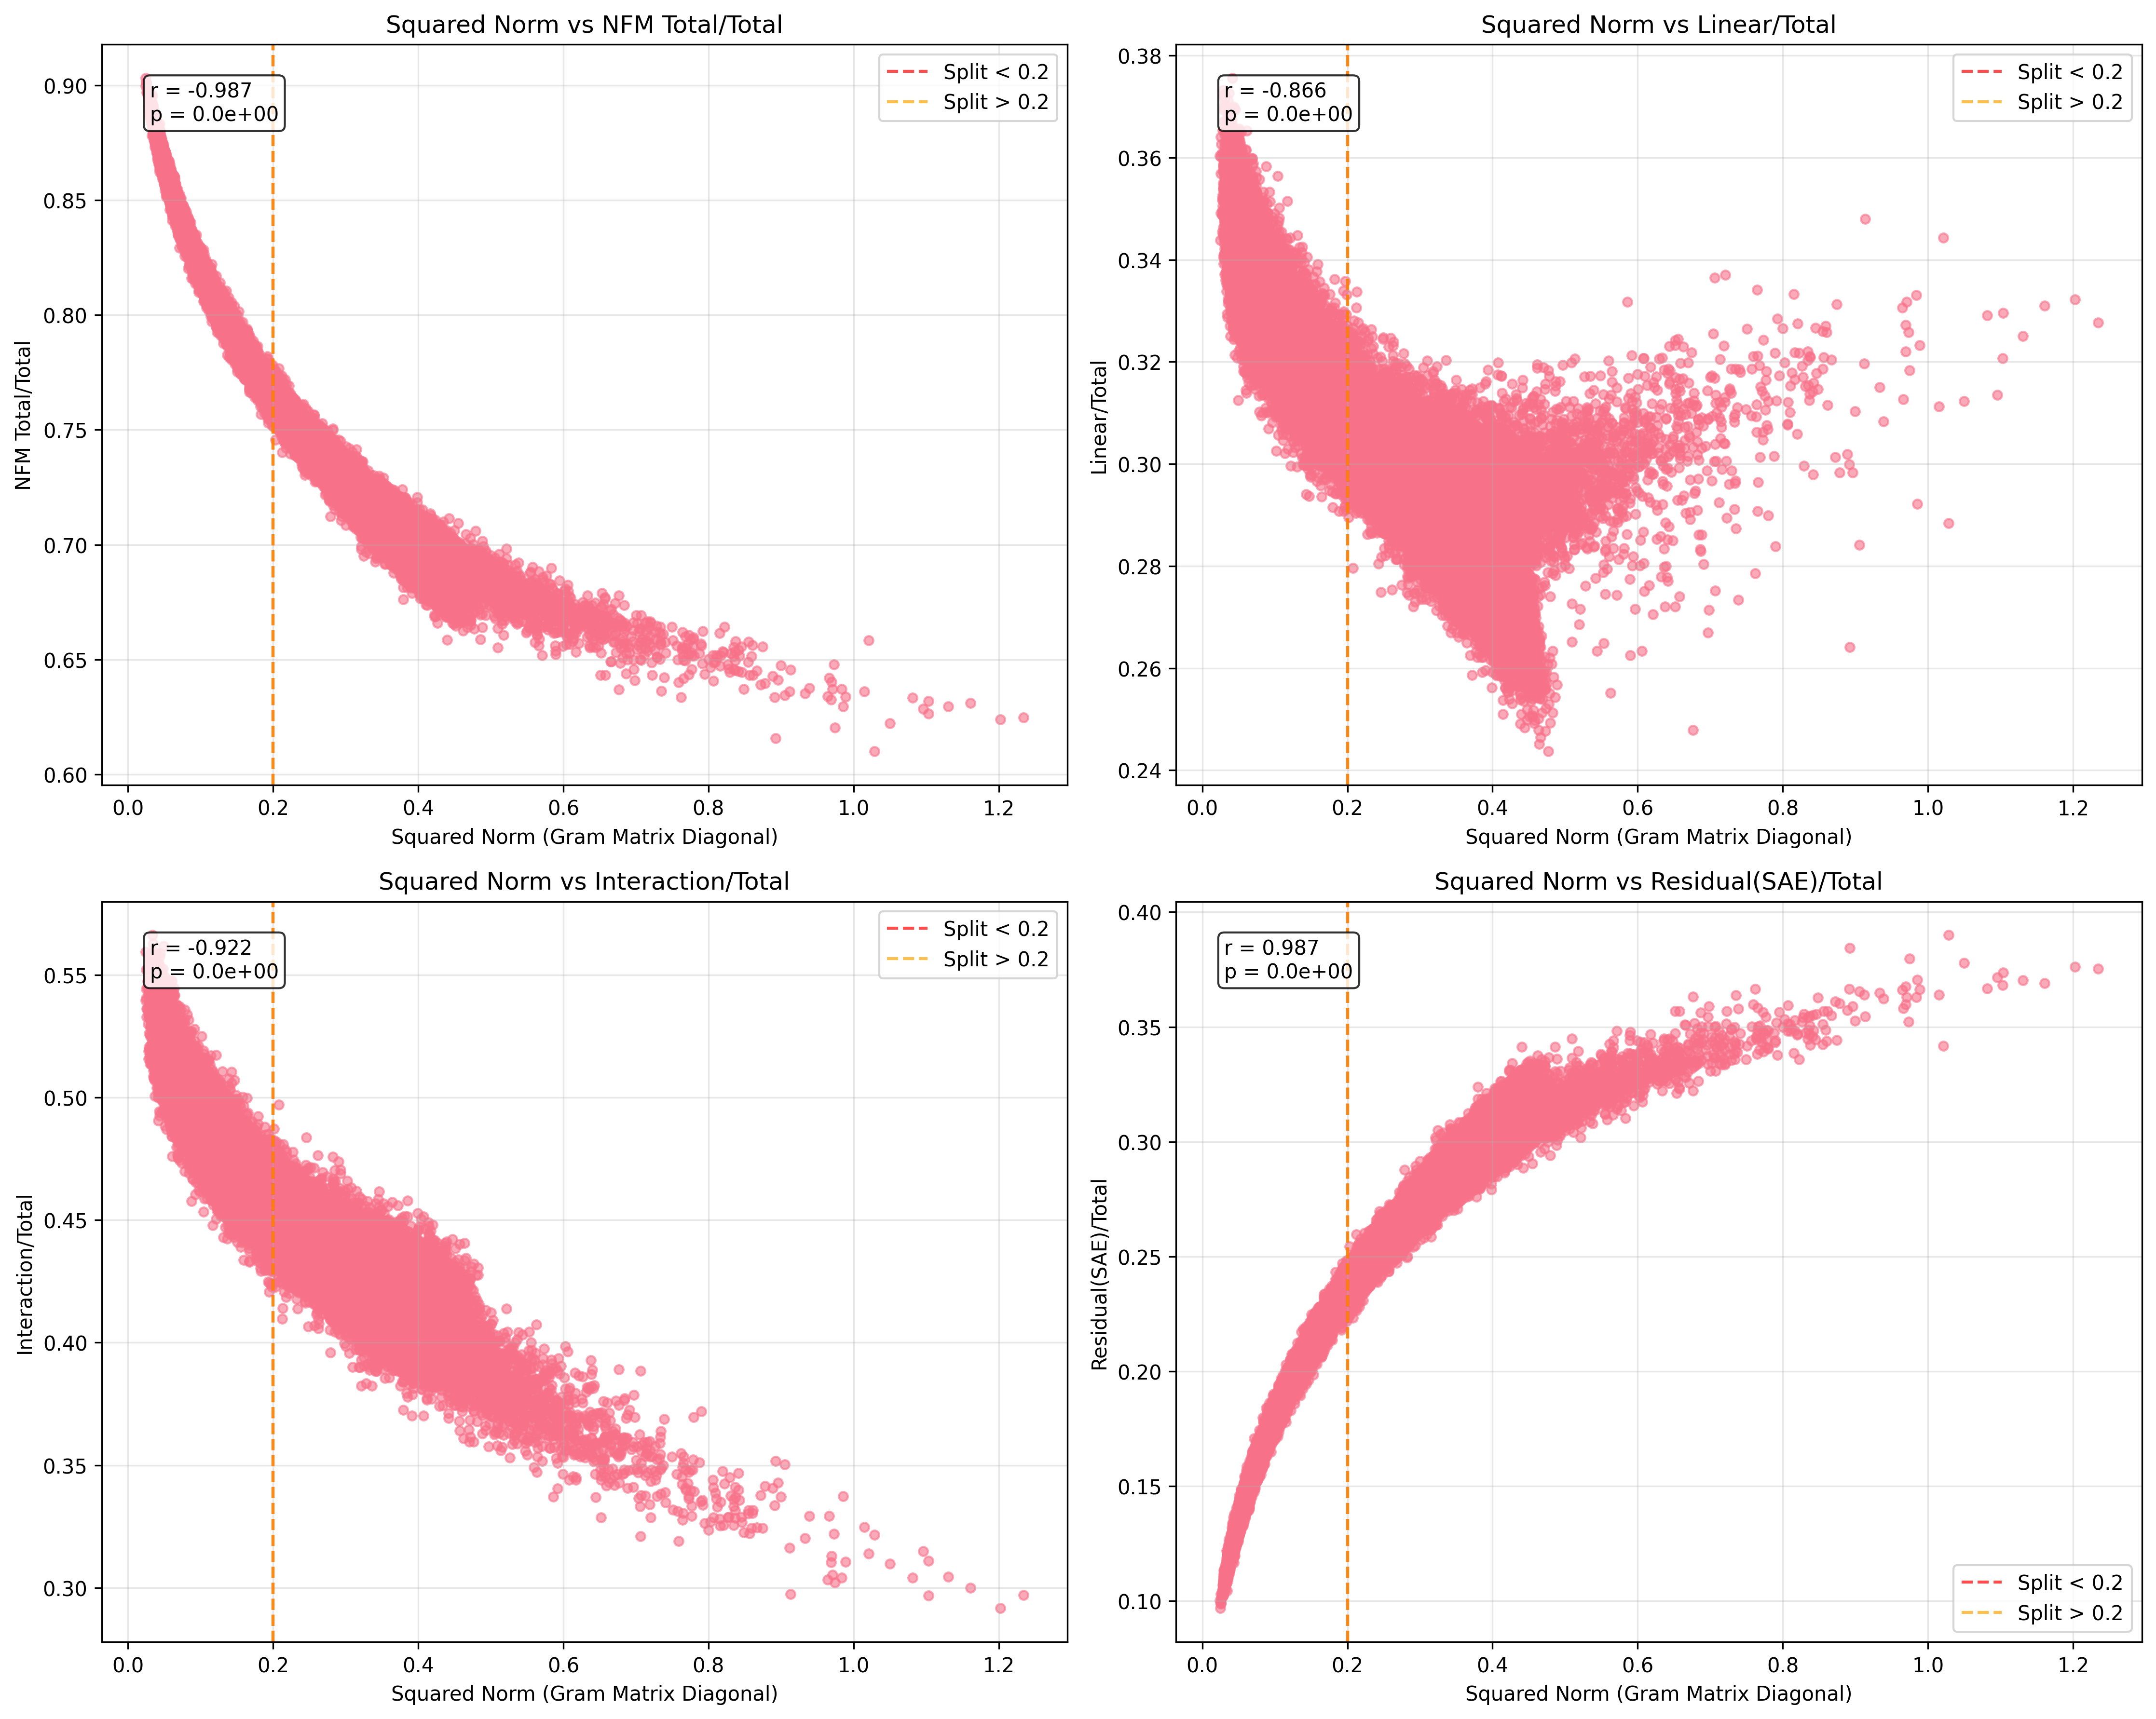 Squared Norm vs NFM Total/Total
r = -0.987
p = 0.0e+00
Split < 0.2
Split > 0.2
NFM Total/Total
0.90
0.85
0.80
0.75
0.70
0.65
0.60
0.0 0.2 0.4 0.6 0.8 1.0 1.2
Squared Norm (Gram Matrix Diagonal)
Squared Norm vs Linear/Total
r = -0.866
p = 0.0e+00
Split < 0.2
Split > 0.2
Linear/Total
0.38
0.36
0.34
0.32
0.30
0.28
0.26
0.24
0.0 0.2 0.4 0.6 0.8 1.0 1.2
Squared Norm (Gram Matrix Diagonal)
Squared Norm vs Interaction/Total
r = -0.922
p = 0.0e+00
Split < 0.2
Split > 0.2
Interaction/Total
0.55
0.50
0.45
0.40
0.35
0.30
0.0 0.2 0.4 0.6 0.8 1.0 1.2
Squared Norm (Gram Matrix Diagonal)
Squared Norm vs Residual(SAE)/Total
r = 0.987
p = 0.0e+00
Residual(SAE)/Total
0.40
0.35
0.30
0.25
0.20
0.15
0.10
Split < 0.2
Split > 0.2
0.0 0.2 0.4 0.6 0.8 1.0 1.2
Squared Norm (Gram Matrix Diagonal)